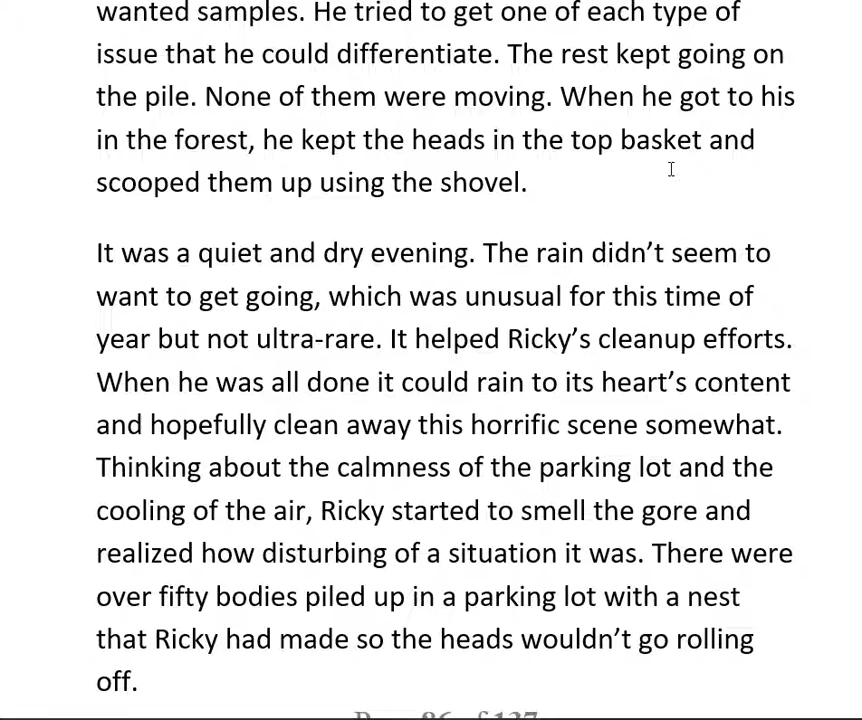 wanted samples. He tried to get one of each type of
issue that he could differentiate. The rest kept going on
the pile. None of them were moving. When he got to his
in the forest, he kept the heads in the top basket and
scooped them up using the shovel.
It was a quiet and dry evening. The rain didn’t seem to
want to get going, which was unusual for this time of
year but not ultra-rare. It helped Ricky’s cleanup efforts.
When he was all done it could rain to its heart’s content
and hopefully clean away this horrific scene somewhat.
Thinking about the calmness of the parking lot and the
cooling of the air, Ricky started to smell the gore and
realized how disturbing of a situation it was. There were
over fifty bodies piled up in a parking lot with a nest
that Ricky had made so the heads wouldn’t go rolling
off.